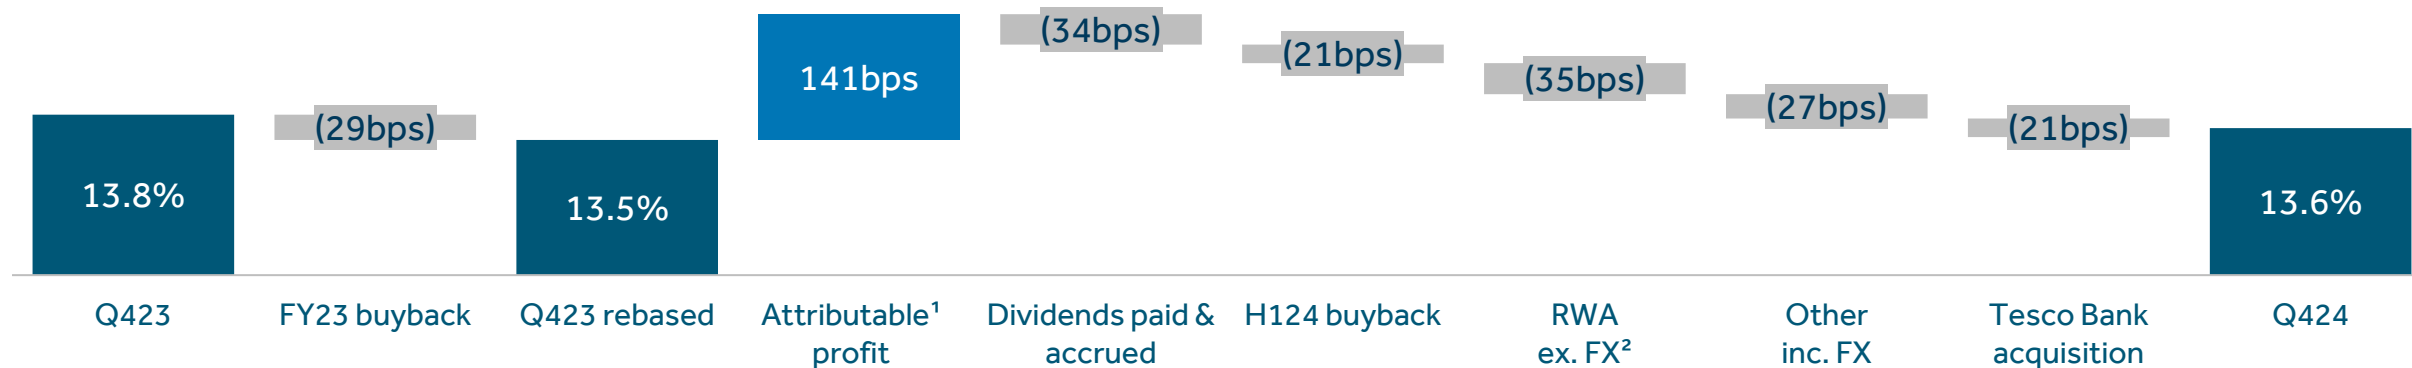 13.8%
(29bps)
13.5%
141bps
(34bps)
(21bps)
(35bps)
(27bps)
(21bps)
13.6%
Q423
FY23 buyback
Q423 rebased
Attributable¹
profit
Dividends paid &
accrued
H124 buyback
RWA
ex. FX²
Other
inc. FX
Tesco Bank
acquisition
Q424